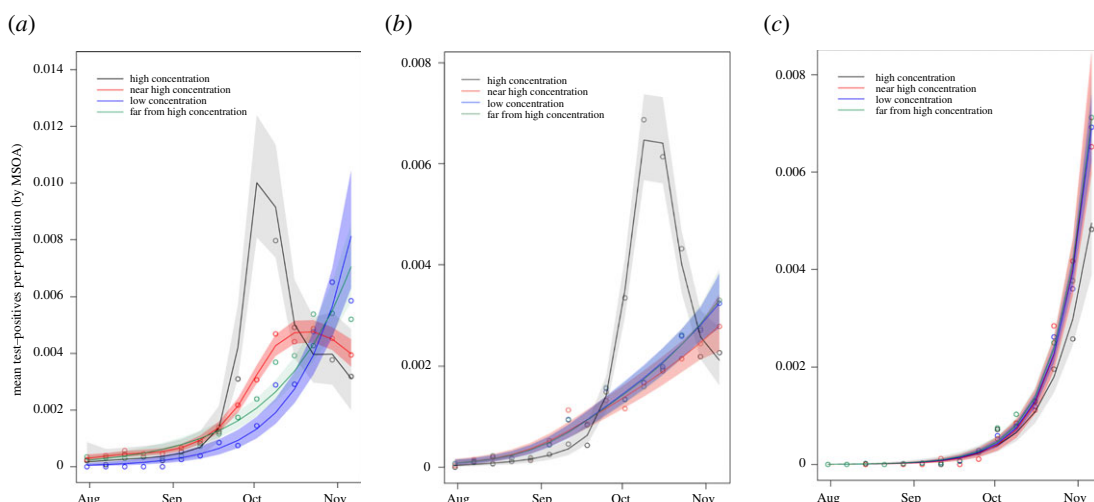 (a)
mean test–positives per population (by MSOA)
0.014
0.012
0.010
0.008
0.006
0.004
0.002
0
high concentration
near high concentration
low concentration
far from high concentration
Aug Sep Oct Nov
(b)
0.008
0.006
0.004
0.002
0.000
high concentration
near high concentration
low concentration
far from high concentration
Aug Sep Oct Nov
(c)
0.008
0.006
0.004
0.002
0
high concentration
near high concentration
low concentration
far from high concentration
Aug Sep Oct Nov